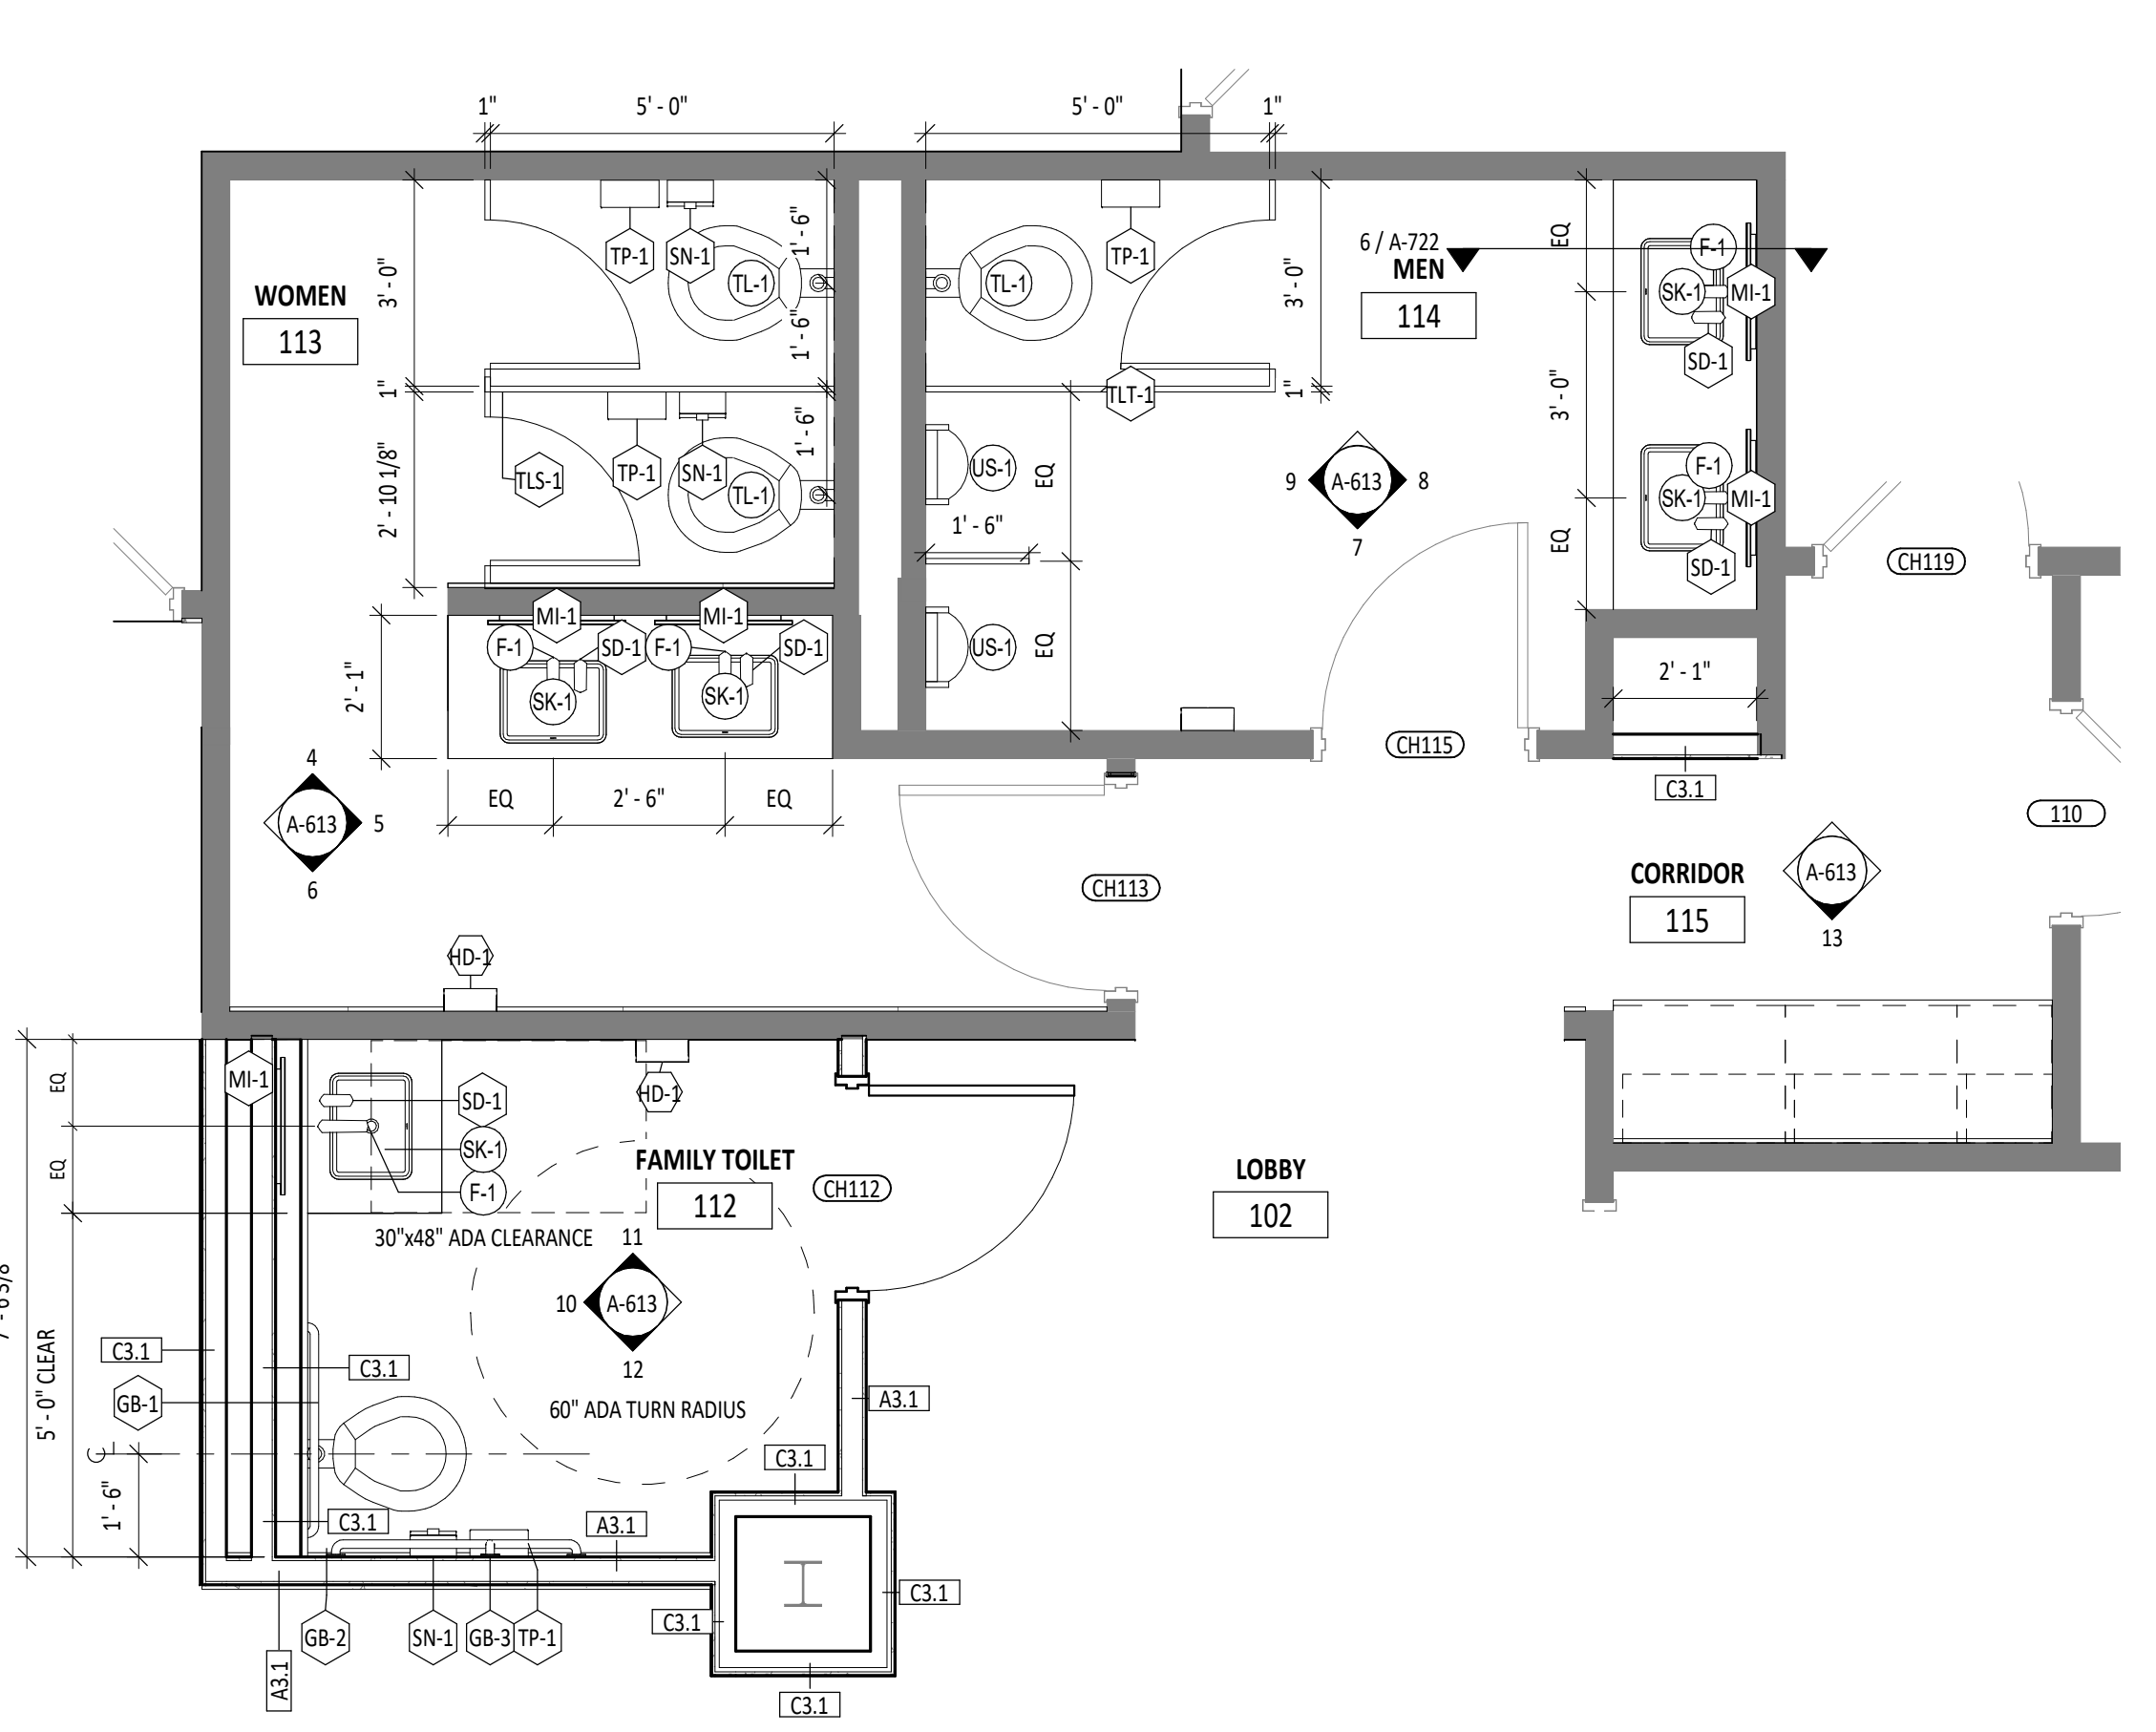 1"
5' - 0"
5' - 0"
1"
WOMEN
113
3' - 0"
1"
2' - 10 1/8"
TP-1
SN-1
TL-1
1' - 6"
1' - 6"
1' - 6"
TLS-1
TP-1
SN-1
TL-1
TL-1
TP-1
TLT-1
3' - 0"
1"
6 / A-722
MEN
114
EQ
3' - 0"
EQ
F-1
SK-1
MI-1
SD-1
F-1
SK-1
MI-1
SD-1
US-1
EQ
1' - 6"
US-1
EQ
9
A-613
8
7
CH119
MI-1
MI-1
F-1
SD-1
F-1
SD-1
SK-1
SK-1
2' - 1"
EQ
2' - 6"
EQ
4
A-613
5
6
CH115
2' - 1"
C3.1
110
CH113
CORRIDOR
115
A-613
13
HD-1
EQ
EQ
MI-1
SD-1
SK-1
F-1
HD-1
FAMILY TOILET
112
CH112
LOBBY
102
30"x48" ADA CLEARANCE
11
10
A-613
12
60" ADA TURN RADIUS
5' - 0" CLEAR
1' - 6"
C3.1
C3.1
GB-1
C3.1
A3.1
C3.1
A3.1
C3.1
C3.1
C3.1
GB-2
SN-1
GB-3
TP-1
A3.1